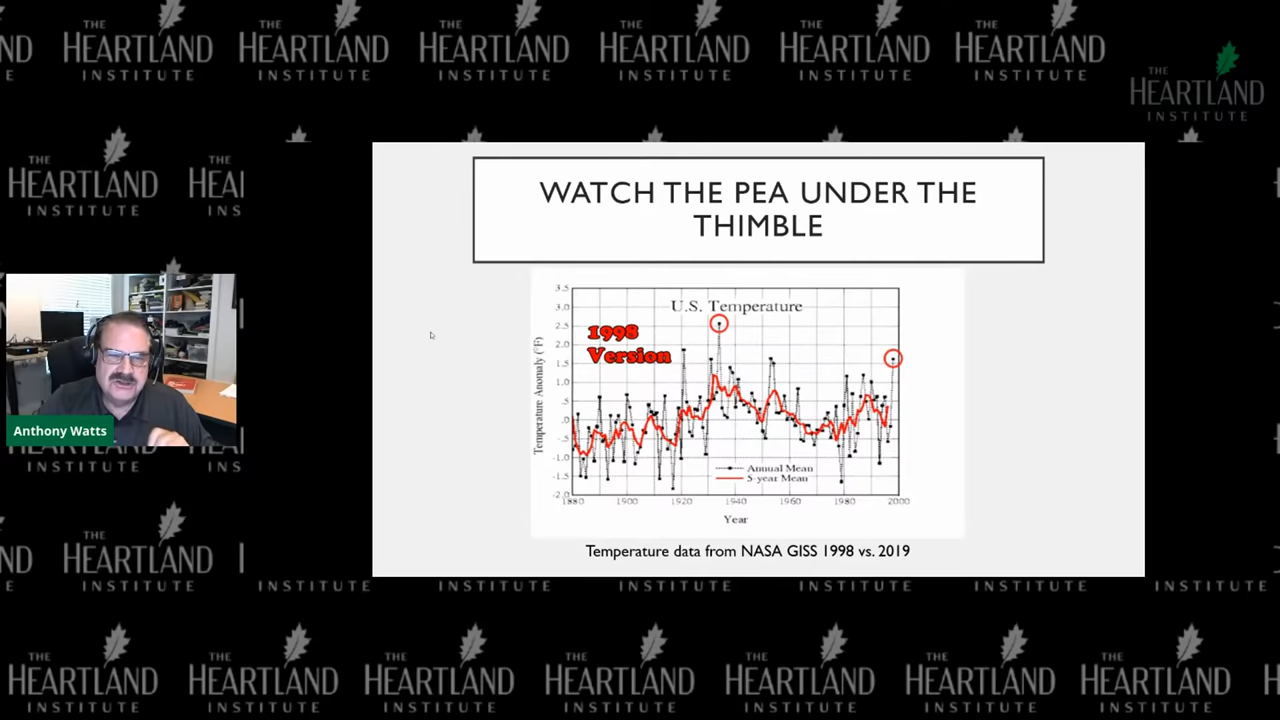 THE
HEARTLAND
INSTITUTE
WATCH THE PEA UNDER THE
THIMBLE
U.S. Temperature
1998
Version
Temperature Anomaly (°F)
3.5
3.0
2.5
2.0
1.5
1.0
.5
.0
-0.5
-1.0
-1.5
-2.0
Annual Mean
5-year Mean
1880 1900 1920 1940 1960 1980 2000
Year
Temperature data from NASA GISS 1998 vs. 2019
Anthony Watts